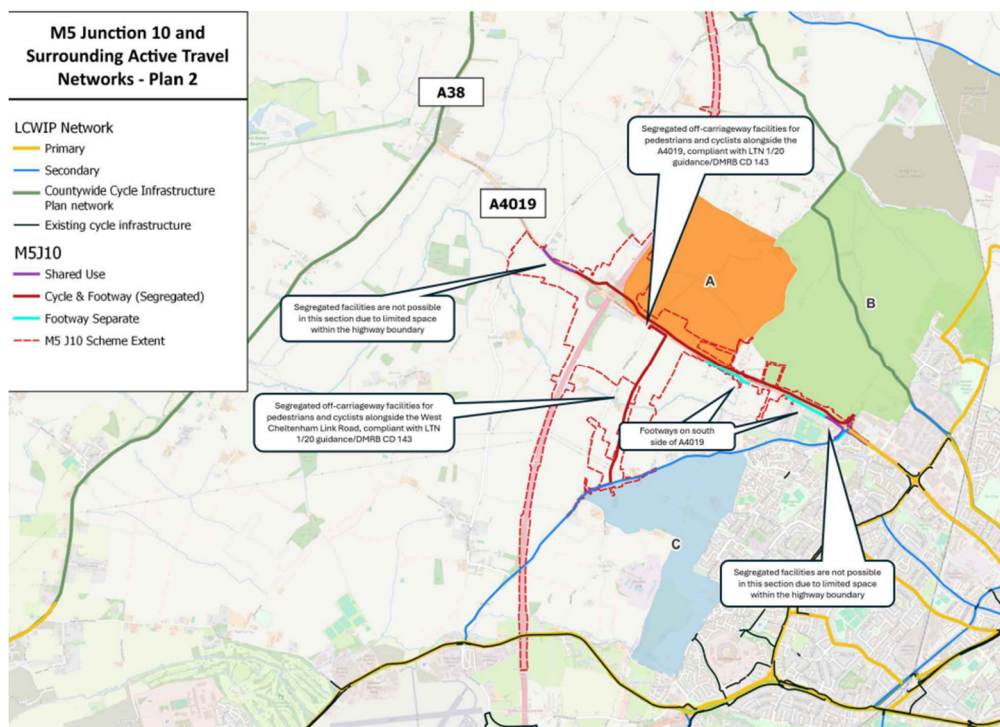 M5 Junction 10 and
Surrounding Active Travel
Networks - Plan 2
LCWIP Network
Primary
Secondary
Countywide Cycle Infrastructure
Plan network
Existing cycle infrastructure
M5J10
Shared Use
Cycle & Footway (Segregated)
Footway Separate
M5 J10 Scheme Extent
A38
Segregated off-carriageway facilities for
pedestrians and cyclists alongside the
A4019, compliant with LTN 1/20
guidance/DMRB CD 143
A4019
A
B
Segregated facilities are not possible
in this section due to limited space
within the highway boundary
Segregated off-carriageway facilities for
pedestrians and cyclists alongside the West
Cheltenham Link Road, compliant with LTN
1/20 guidance/DMRB CD 143
Footways on south
side of A4019
C
Segregated facilities are not possible
in this section due to limited space
within the highway boundary